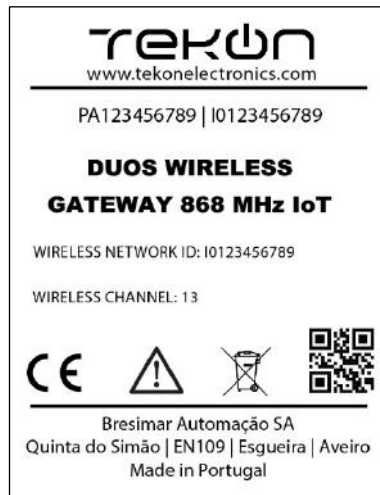 TEKON
www.tekonelectronics.com
PA123456789 | I0123456789
DUOS WIRELESS
GATEWAY 868 MHz IoT
WIRELESS NETWORK ID: I0123456789
WIRELESS CHANNEL: 13
CE
Bresimar Automação SA
Quinta do Simão | EN109 | Esgueira | Aveiro
Made in Portugal